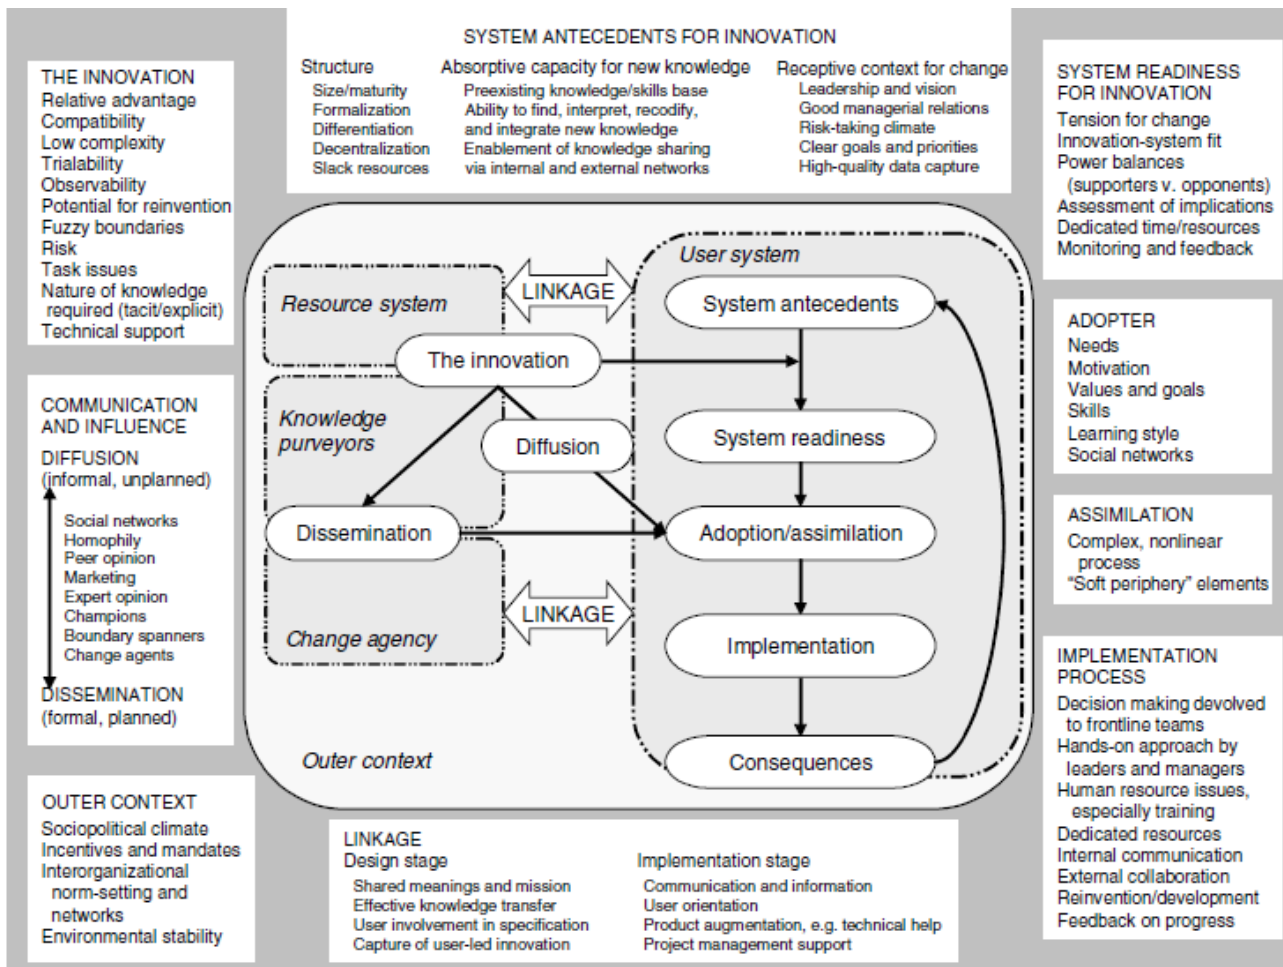 SYSTEM ANTECEDENTS FOR INNOVATION
Structure
Size/maturity
Formalization
Differentiation
Decentralization
Slack resources
Absorptive capacity for new knowledge
Preexisting knowledge/skills base
Ability to find, interpret, recodify,
and integrate new knowledge
Enablement of knowledge sharing
via internal and external networks
Receptive context for change
Leadership and vision
Good managerial relations
Risk-taking climate
Clear goals and priorities
High-quality data capture
THE INNOVATION
Relative advantage
Compatibility
Low complexity
Trialability
Observability
Potential for reinvention
Fuzzy boundaries
Risk
Task issues
Nature of knowledge
required (tacit/explicit)
Technical support
COMMUNICATION
AND INFLUENCE
DIFFUSION
(informal, unplanned)
Social networks
Homophily
Peer opinion
Marketing
Expert opinion
Champions
Boundary spanners
Change agents
DISSEMINATION
(formal, planned)
OUTER CONTEXT
Sociopolitical climate
Incentives and mandates
Interorganizational
norm-setting and
networks
Environmental stability
Resource system
LINKAGE
User system
System antecedents
The innovation
Knowledge
purveyors
Diffusion
System readiness
Dissemination
Adoption/assimilation
Change agency
LINKAGE
Implementation
Outer context
Consequences
LINKAGE
Design stage
Shared meanings and mission
Effective knowledge transfer
User involvement in specification
Capture of user-led innovation
Implementation stage
Communication and information
User orientation
Product augmentation, e.g. technical help
Project management support
SYSTEM READINESS
FOR INNOVATION
Tension for change
Innovation-system fit
Power balances
(supporters v. opponents)
Assessment of implications
Dedicated time/resources
Monitoring and feedback
ADOPTER
Needs
Motivation
Values and goals
Skills
Learning style
Social networks
ASSIMILATION
Complex, nonlinear
process
“Soft periphery” elements
IMPLEMENTATION
PROCESS
Decision making devolved
to frontline teams
Hands-on approach by
leaders and managers
Human resource issues,
especially training
Dedicated resources
Internal communication
External collaboration
Reinvention/development
Feedback on progress